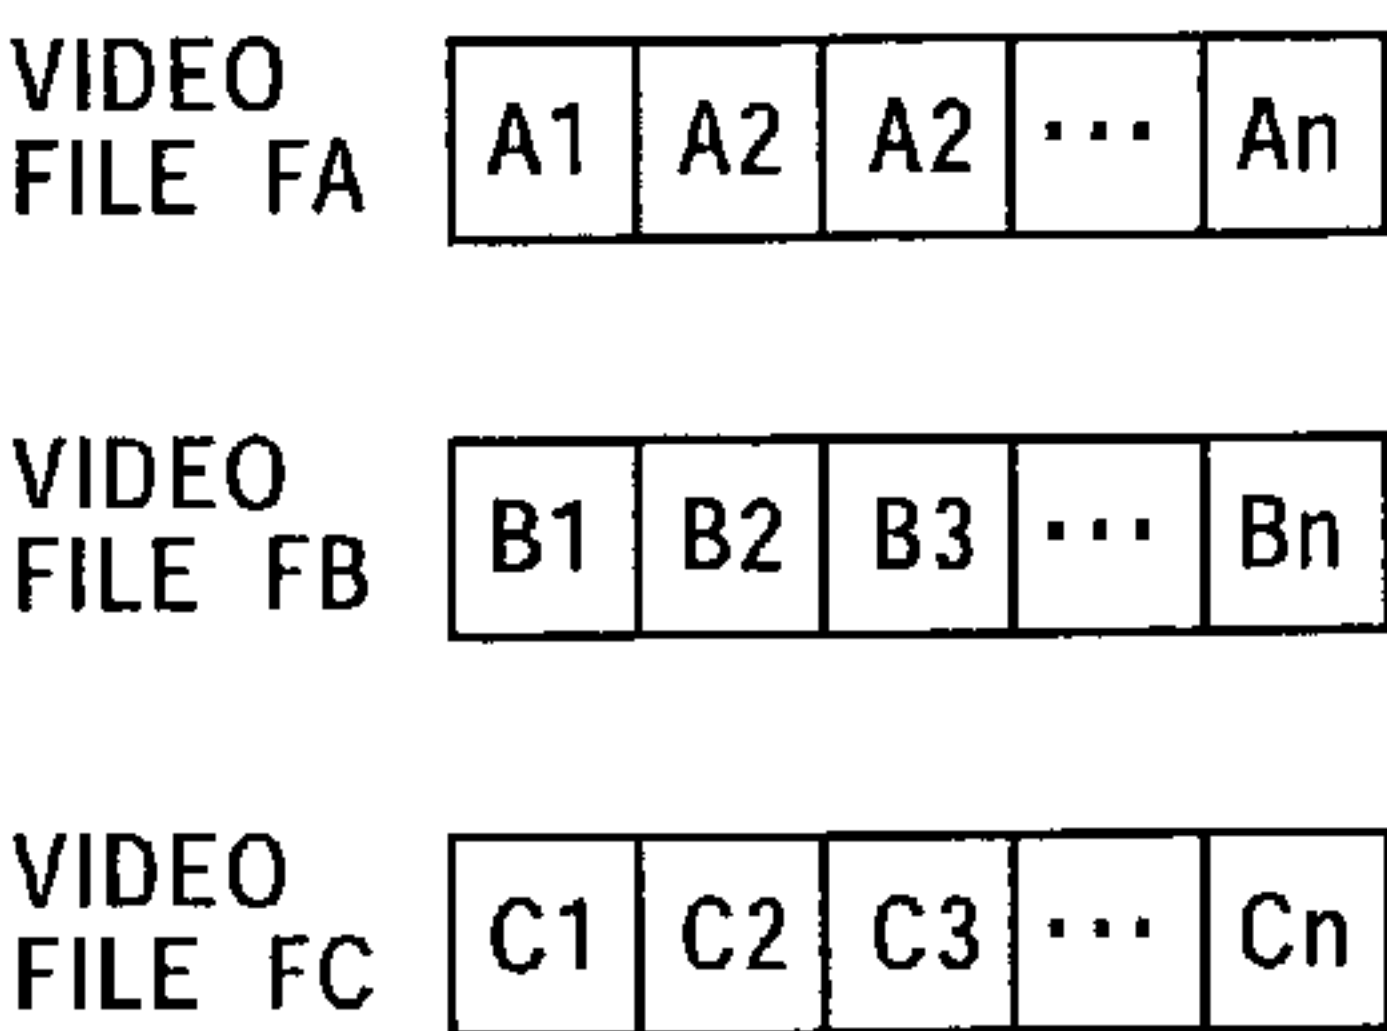 VIDEO
FILE FA
A1 A2 A2 ··· An
VIDEO
FILE FB
B1 B2 B3 ··· Bn
VIDEO
FILE FC
C1 C2 C3 ··· Cn